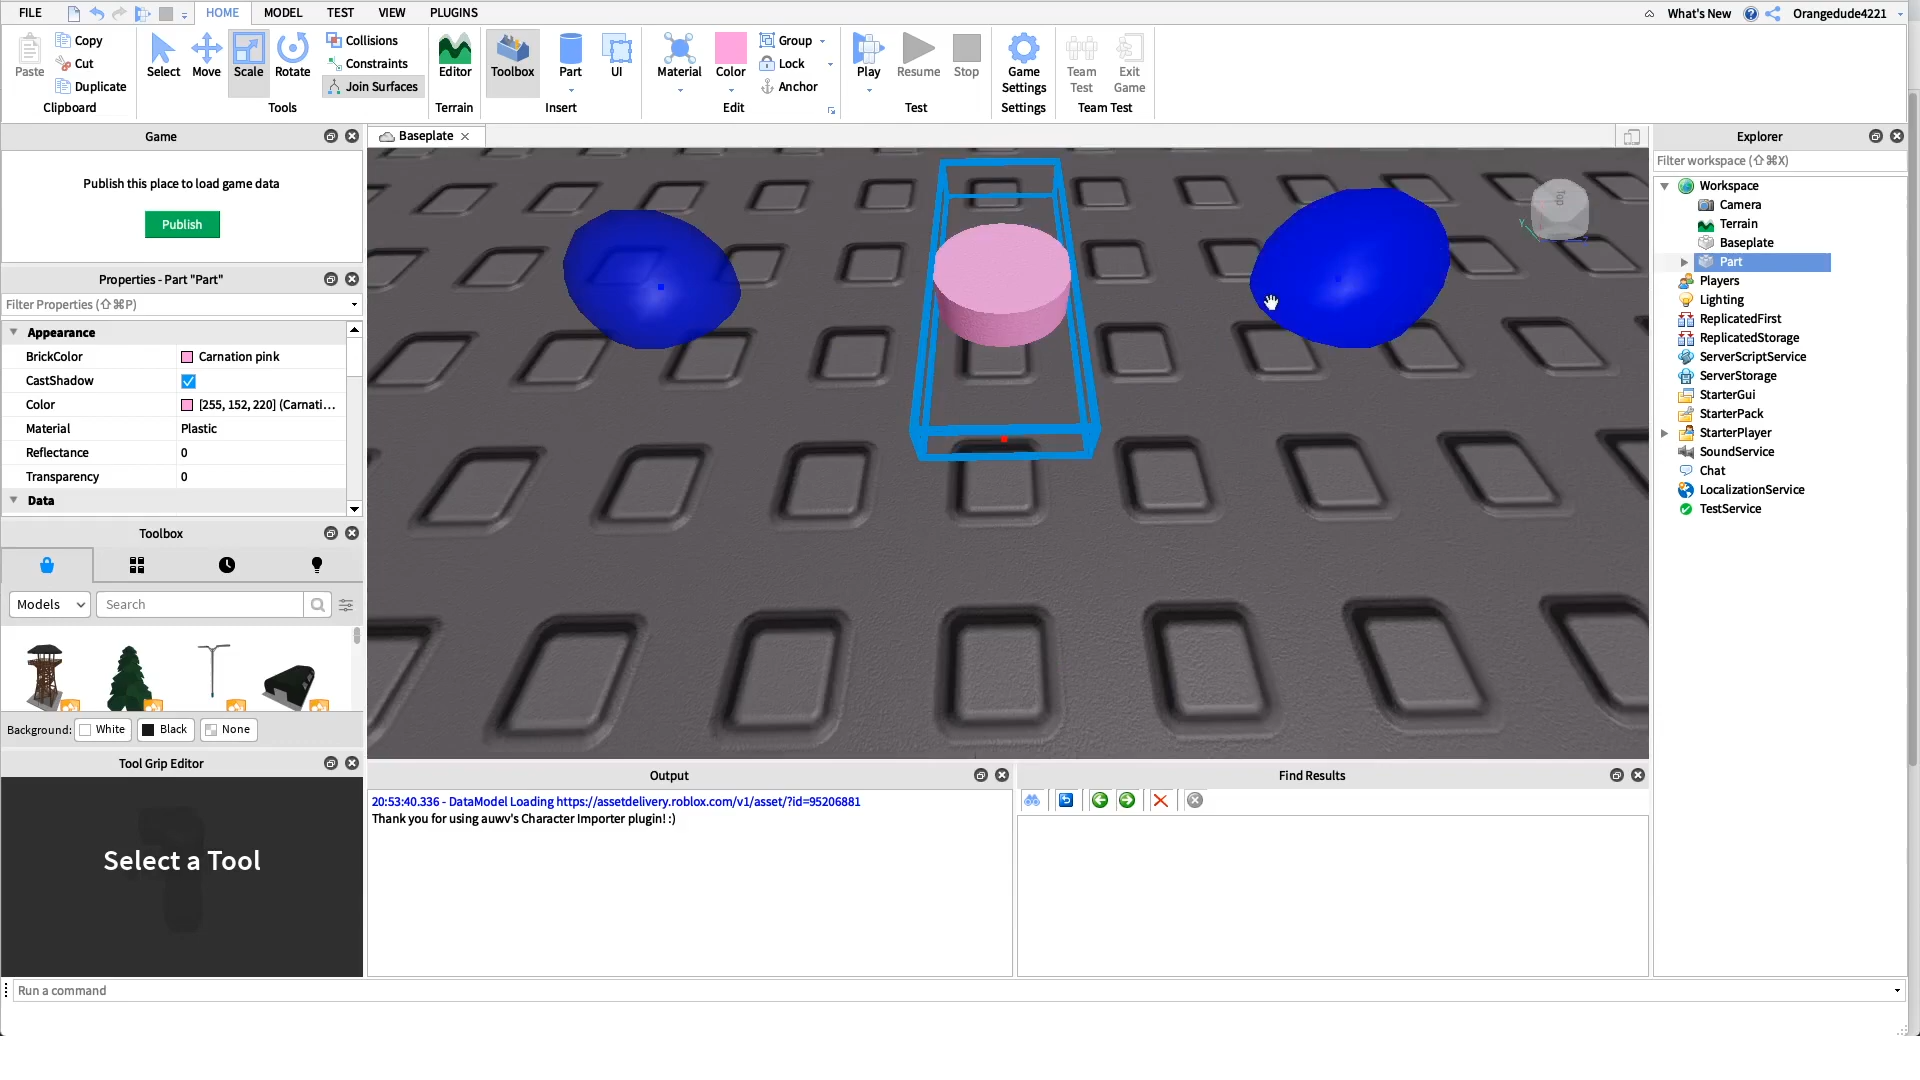 FILE HOME MODEL TEST VIEW PLUGINS What's New Orangedude4221
Paste Copy Cut Duplicate Clipboard
Select Move Scale Rotate Collisions Constraints Join Surfaces Tools
Editor Terrain
Toolbox Part UI Insert
Material Color Group Lock Anchor Edit
Play Resume Stop Test
Game Settings Settings
Team Test Exit Game Team Test
Game
Publish this place to load game data
Publish
Properties - Part "Part"
Filter Properties (⇧⌘P)
Appearance
BrickColor Carnation pink
CastShadow
Color [255, 152, 220] (Carnati...
Material Plastic
Reflectance 0
Transparency 0
Data
Toolbox
Models Search
Background: White Black None
Tool Grip Editor
Select a Tool
Baseplate
Top
Y
Output
20:53:40.336 - DataModel Loading https://assetdelivery.roblox.com/v1/asset/?id=95206881
Thank you for using auwv's Character Importer plugin! :)
Find Results
Explorer
Filter workspace (⇧⌘X)
Workspace
Camera
Terrain
Baseplate
Part
Players
Lighting
ReplicatedFirst
ReplicatedStorage
ServerScriptService
ServerStorage
StarterGui
StarterPack
StarterPlayer
SoundService
Chat
LocalizationService
TestService
Run a command